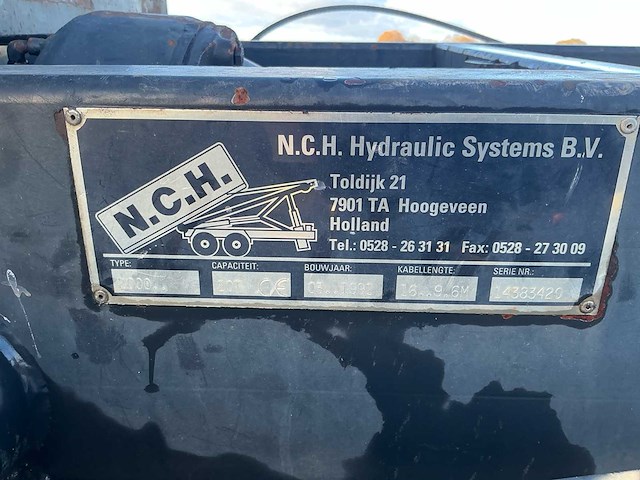 N.C.H. Hydraulic Systems B.V.
N.C.H.
Toldijk 21
7901 TA Hoogeveen
Holland
Tel.: 0528 - 26 31 31 Fax: 0528 - 27 30 09
TYPE: CAPACITEIT: BOUWJAAR: KABELLENGTE: SERIE NR.:
14383429